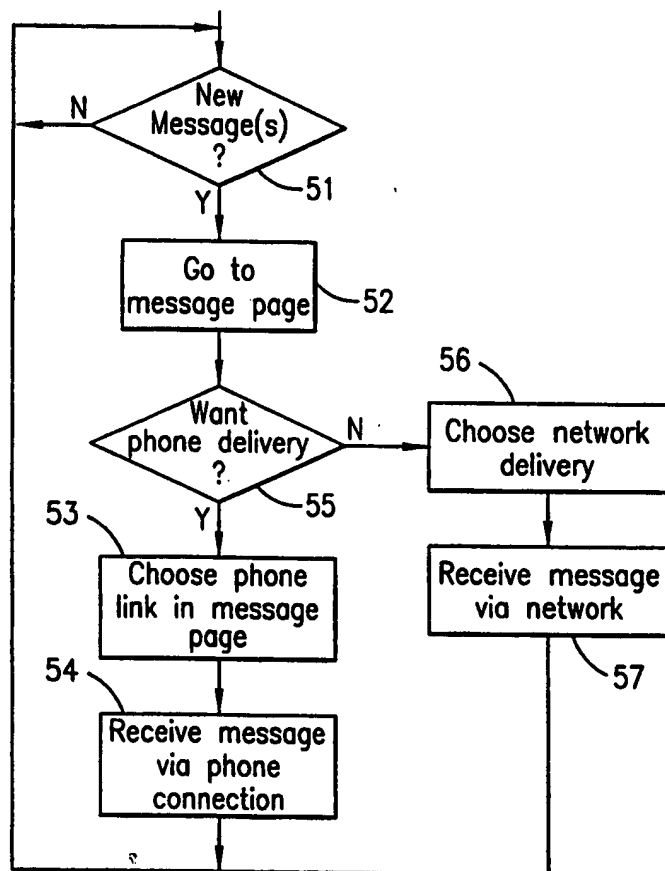 New
Message(s)
?
N
51
Y
Go to
message page
52
Want
phone delivery
?
N
55
Y
56
Choose network
delivery
53
Choose phone
link in message
page
Receive message
via network
57
54
Receive message
via phone
connection